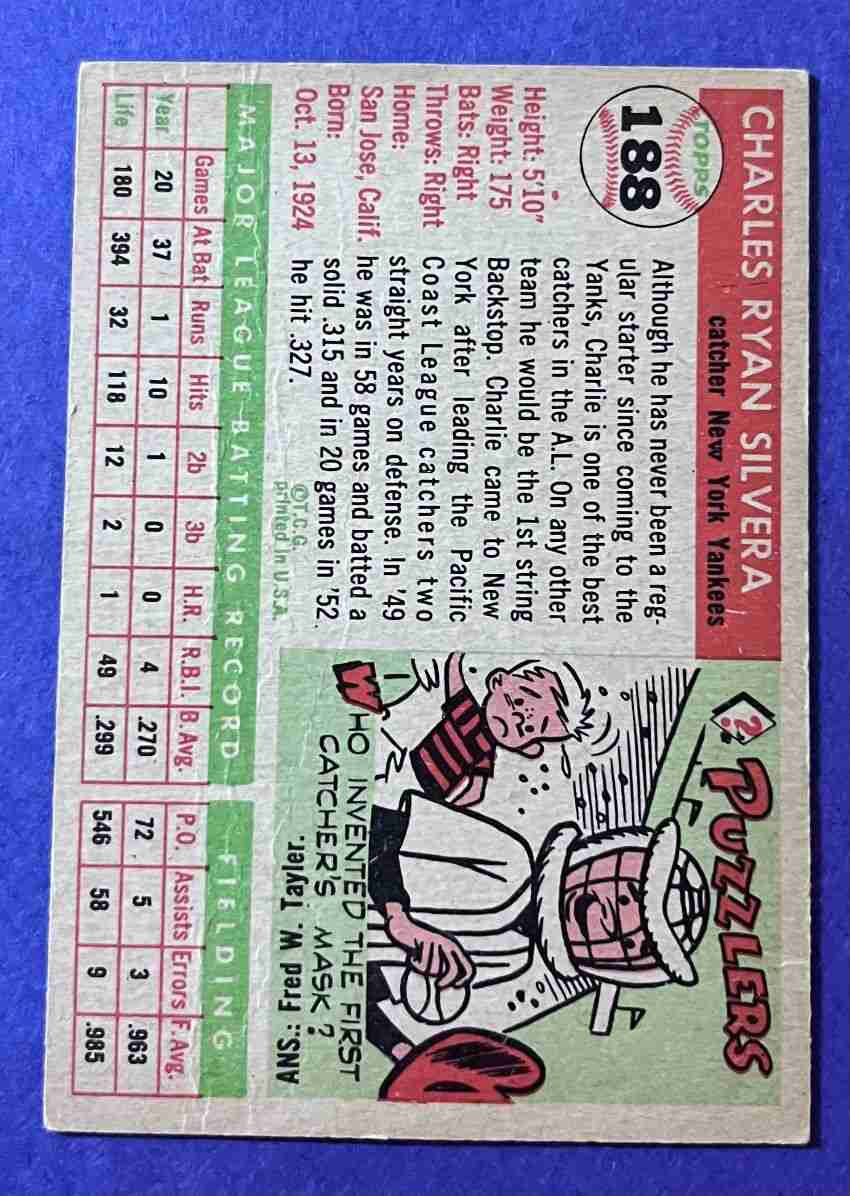 CHARLES RYAN SILVERA
catcher New York Yankees
TOPPS
188
Height: 5'10"
Weight: 175
Bats: Right
Throws: Right
Home:
San Jose, Calif.
Born:
Oct. 13, 1924
Although he has never been a reg-
ular starter since coming to the
Yanks, Charlie is one of the best
catchers in the A.L. On any other
team he would be the 1st string
Backstop. Charlie came to New
York after leading the Pacific
Coast League catchers two
straight years on defense. In '49
he was in 58 games and batted a
solid .315 and in 20 games in '52
he hit .327.
©T.C.G.
printed in U.S.A.
? PUZZLERS
WHO INVENTED THE FIRST
CATCHER'S MASK?
ANS.: Fred W. Tayler.
MAJOR LEAGUE BATTING RECORD FIELDING
Games At Bat Runs Hits 2b 3b H.R. R.B.I. B.Avg. P.O. Assists Errors F.Avg.
Year 20 37 1 10 1 0 0 4 .270 72 5 3 .963
Life 180 394 32 118 12 2 1 49 .299 546 58 9 .985